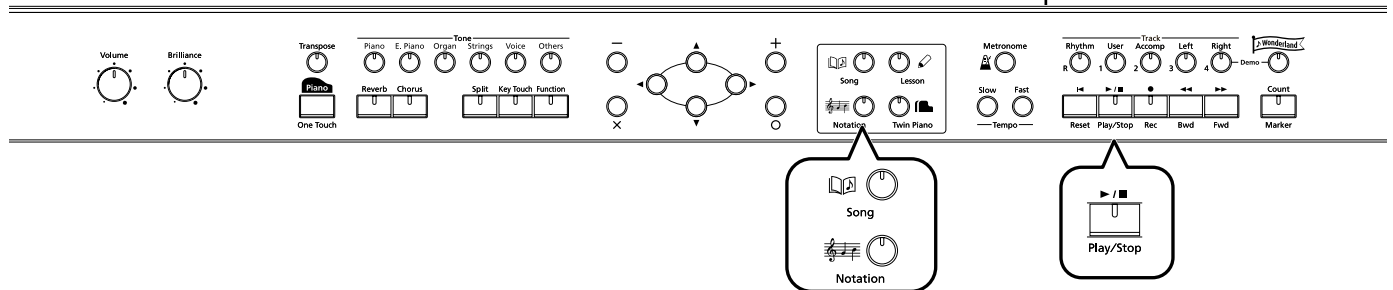 Volume
Brilliance
Transpose
Piano
One Touch
Tone
Piano E. Piano Organ Strings Voice Others
Reverb Chorus Split Key Touch Function
− +
× ○
Song Lesson
Notation Twin Piano
Metronome
Slow Fast
Tempo
Track
Rhythm User Accomp Left Right
R 1 2 3 4 Demo
♪ Wonderland
Reset Play/Stop Rec Bwd Fwd
Count
Marker
Song
Notation
▶ / ■
Play/Stop